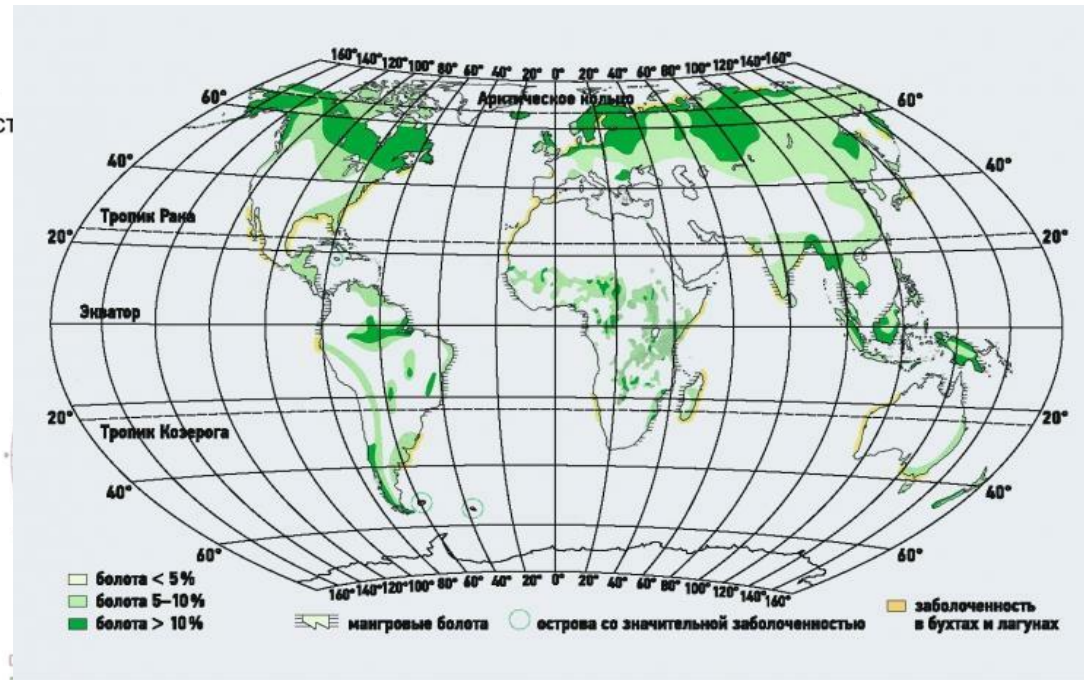 160° 140° 120° 100° 80° 60° 40° 20° 0° 20° 40° 60° 80° 100° 120° 140° 160°
60° Арктическое кольцо 60°
ст
40° 40°
Тропик Рака
20° 20°
Экватор
20° 20°
Тропик Козерога
40° 40°
60° 60°
160° 140° 120° 100° 80° 60° 40° 20° 0° 20° 40° 60° 80° 100° 120° 140° 160°
болота < 5 %
болота 5–10 %
болота > 10 %
мангровые болота
острова со значительной заболоченностью
заболоченность
в бухтах и лагунах